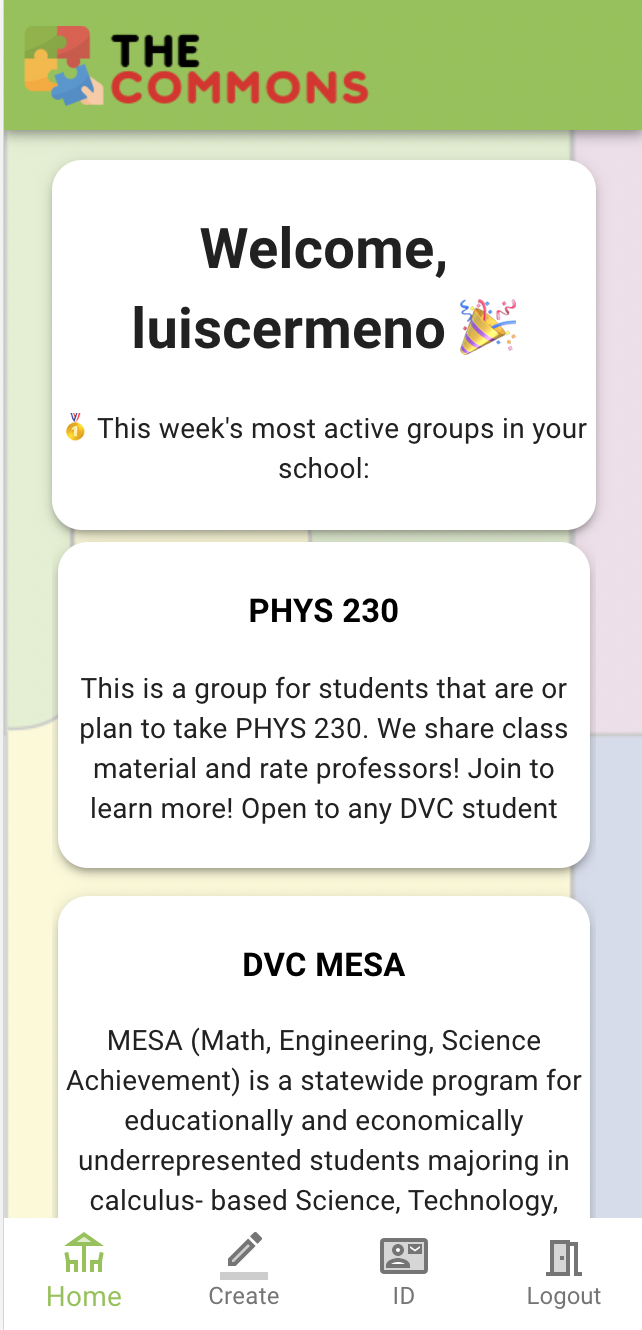 THE
COMMONS
Welcome,
luiscermeno 🎉
🥇 This week's most active groups in your
school:
PHYS 230
This is a group for students that are or
plan to take PHYS 230. We share class
material and rate professors! Join to
learn more! Open to any DVC student
DVC MESA
MESA (Math, Engineering, Science
Achievement) is a statewide program for
educationally and economically
underrepresented students majoring in
calculus- based Science, Technology,
Home Create ID Logout